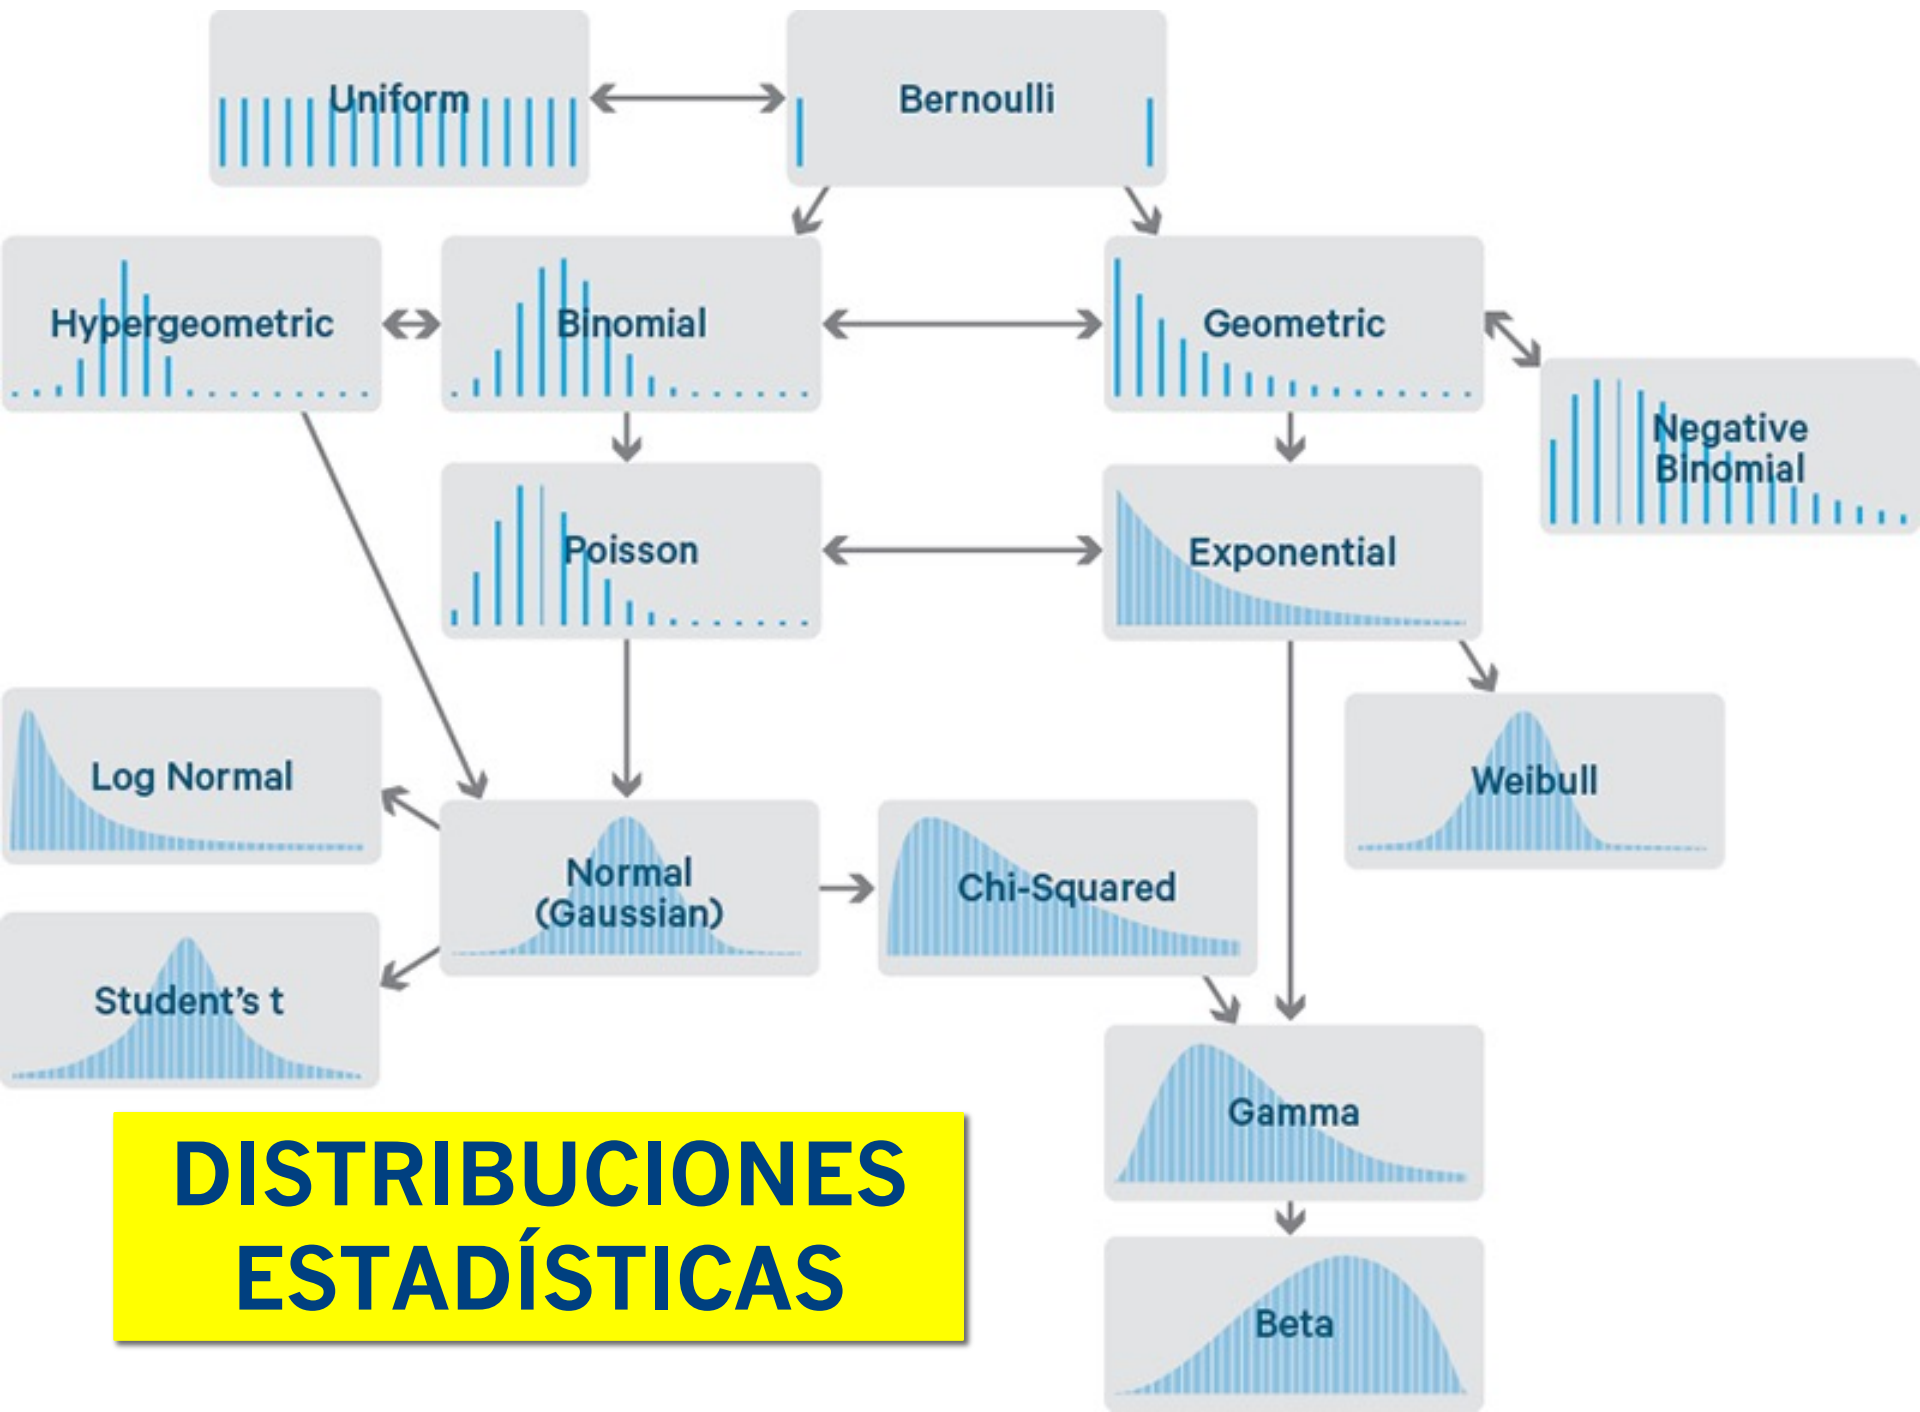 Uniform
Bernoulli
Hypergeometric
Binomial
Geometric
Negative
Binomial
Poisson
Exponential
Log Normal
Weibull
Normal
(Gaussian)
Chi-Squared
Student's t
Gamma
Beta
DISTRIBUCIONES
ESTADÍSTICAS